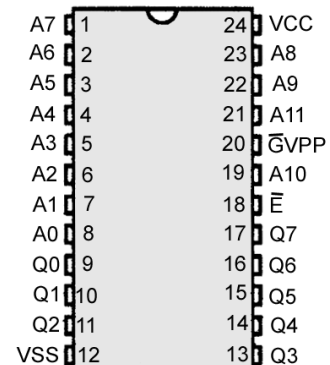 A7 1 24 VCC
A6 2 23 A8
A5 3 22 A9
A4 4 21 A11
A3 5 20 G̅VPP
A2 6 19 A10
A1 7 18 E̅
A0 8 17 Q7
Q0 9 16 Q6
Q1 10 15 Q5
Q2 11 14 Q4
VSS 12 13 Q3